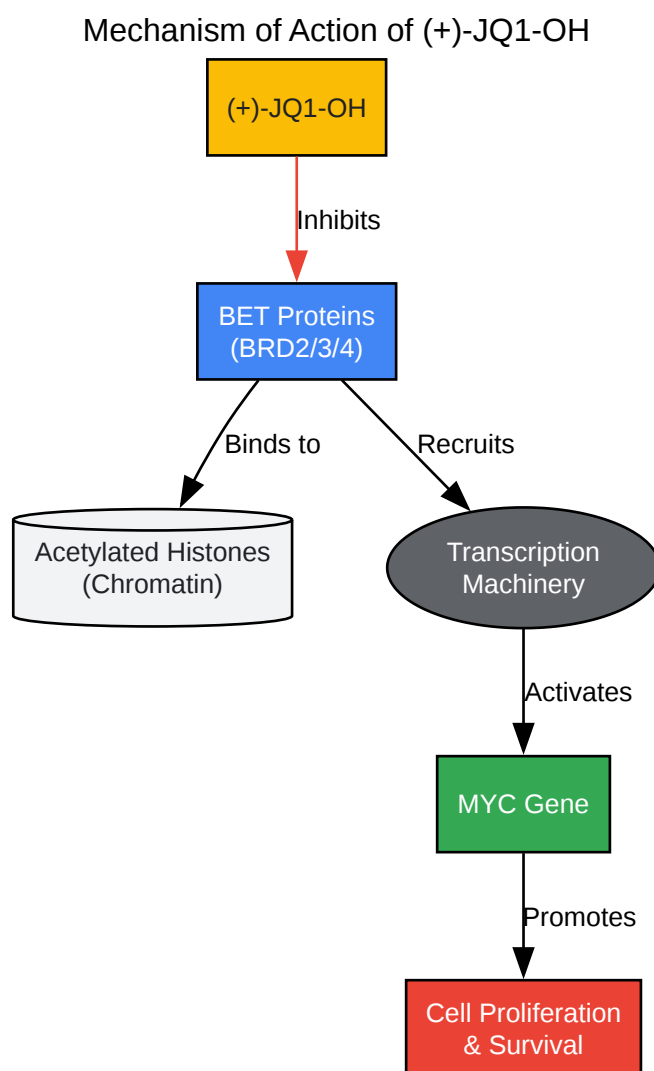 Mechanism of Action of (+)-JQ1-OH
(+)-JQ1-OH
Inhibits
BET Proteins
(BRD2/3/4)
Binds to
Recruits
Acetylated Histones
(Chromatin)
Transcription
Machinery
Activates
MYC Gene
Promotes
Cell Proliferation
& Survival